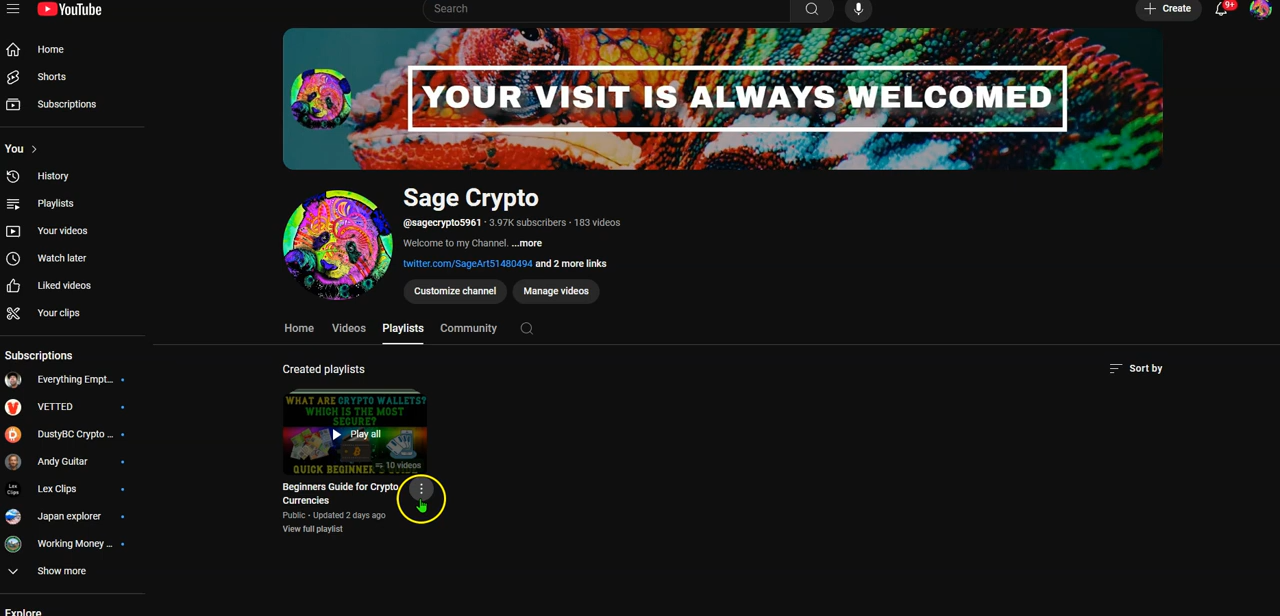 YouTube
Search
Create
9+
Home
Shorts
Subscriptions
You
History
Playlists
Your videos
Watch later
Liked videos
Your clips
Subscriptions
Everything Empt...
VETTED
DustyBC Crypto ...
Andy Guitar
Lex Clips
Lex Clips
Japan explorer
Working Money ...
Show more
Explore
YOUR VISIT IS ALWAYS WELCOMED
Sage Crypto
@sagecrypto5961 · 3.97K subscribers · 183 videos
Welcome to my Channel. ...more
twitter.com/SageArt51480494 and 2 more links
Customize channel Manage videos
Home Videos Playlists Community
Created playlists
Sort by
WHAT ARE CRYPTO WALLETS?
WHICH IS THE MOST
SECURE?
Play all
10 videos
QUICK BEGINNER'S GUIDE
Beginners Guide for Crypto
Currencies
Public · Updated 2 days ago
View full playlist